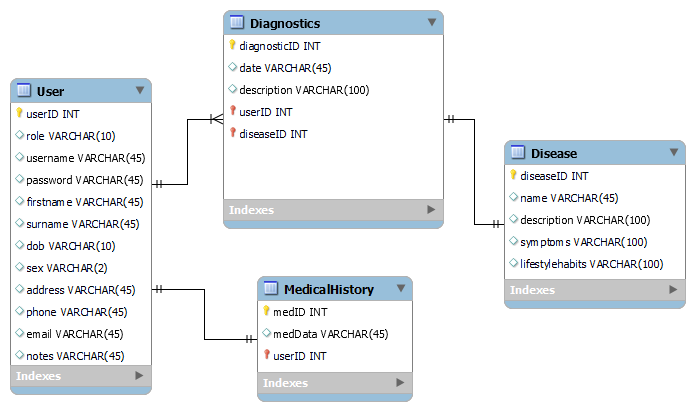 Diagnostics
diagnosticID INT
date VARCHAR(45)
description VARCHAR(100)
userID INT
diseaseID INT
Indexes
User
userID INT
role VARCHAR(10)
username VARCHAR(45)
password VARCHAR(45)
firstname VARCHAR(45)
surname VARCHAR(45)
dob VARCHAR(10)
sex VARCHAR(2)
address VARCHAR(45)
phone VARCHAR(45)
email VARCHAR(45)
notes VARCHAR(45)
Indexes
Disease
diseaseID INT
name VARCHAR(45)
description VARCHAR(100)
symptoms VARCHAR(100)
lifestylehabits VARCHAR(100)
Indexes
MedicalHistory
medID INT
medData VARCHAR(45)
userID INT
Indexes